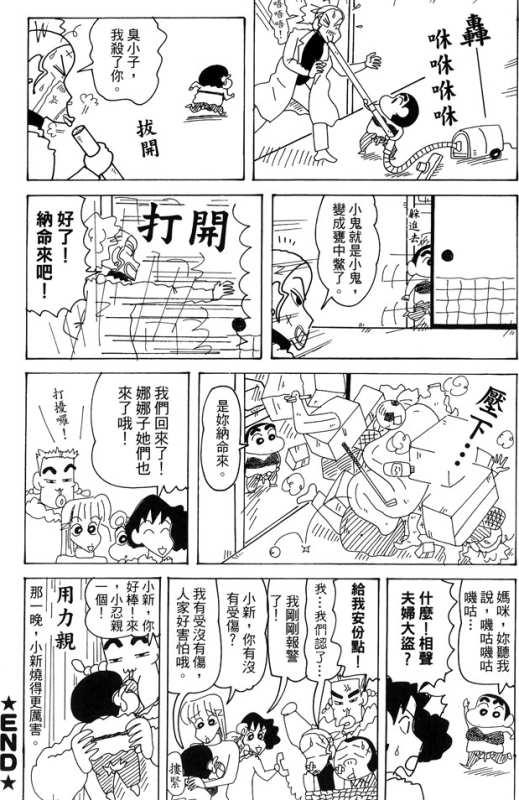 轟
咻咻咻咻
嘻嘻嘻！
臭小子，
我殺了你。
拔開
躲進去
小鬼就是小鬼，
變成甕中鱉了。
打開
好了！
納命來吧！
壓下…
是妳納命來。
我們回來了！
娜娜子她們也
來了哦！
打擾囉！
媽咪，妳聽我
說，嘰咕嘰咕
嘰咕…
什麼！相聲
夫婦大盜？
給我安份點！
我…我們認了…
我剛剛報警
了！
小新，你有沒
有受傷？
我有受沒有傷，
人家好害怕哦。
摟緊
小新，你
好棒！來
，小忍親
一個！
用力親
那一晚，小新燒得更厲害。
★END★